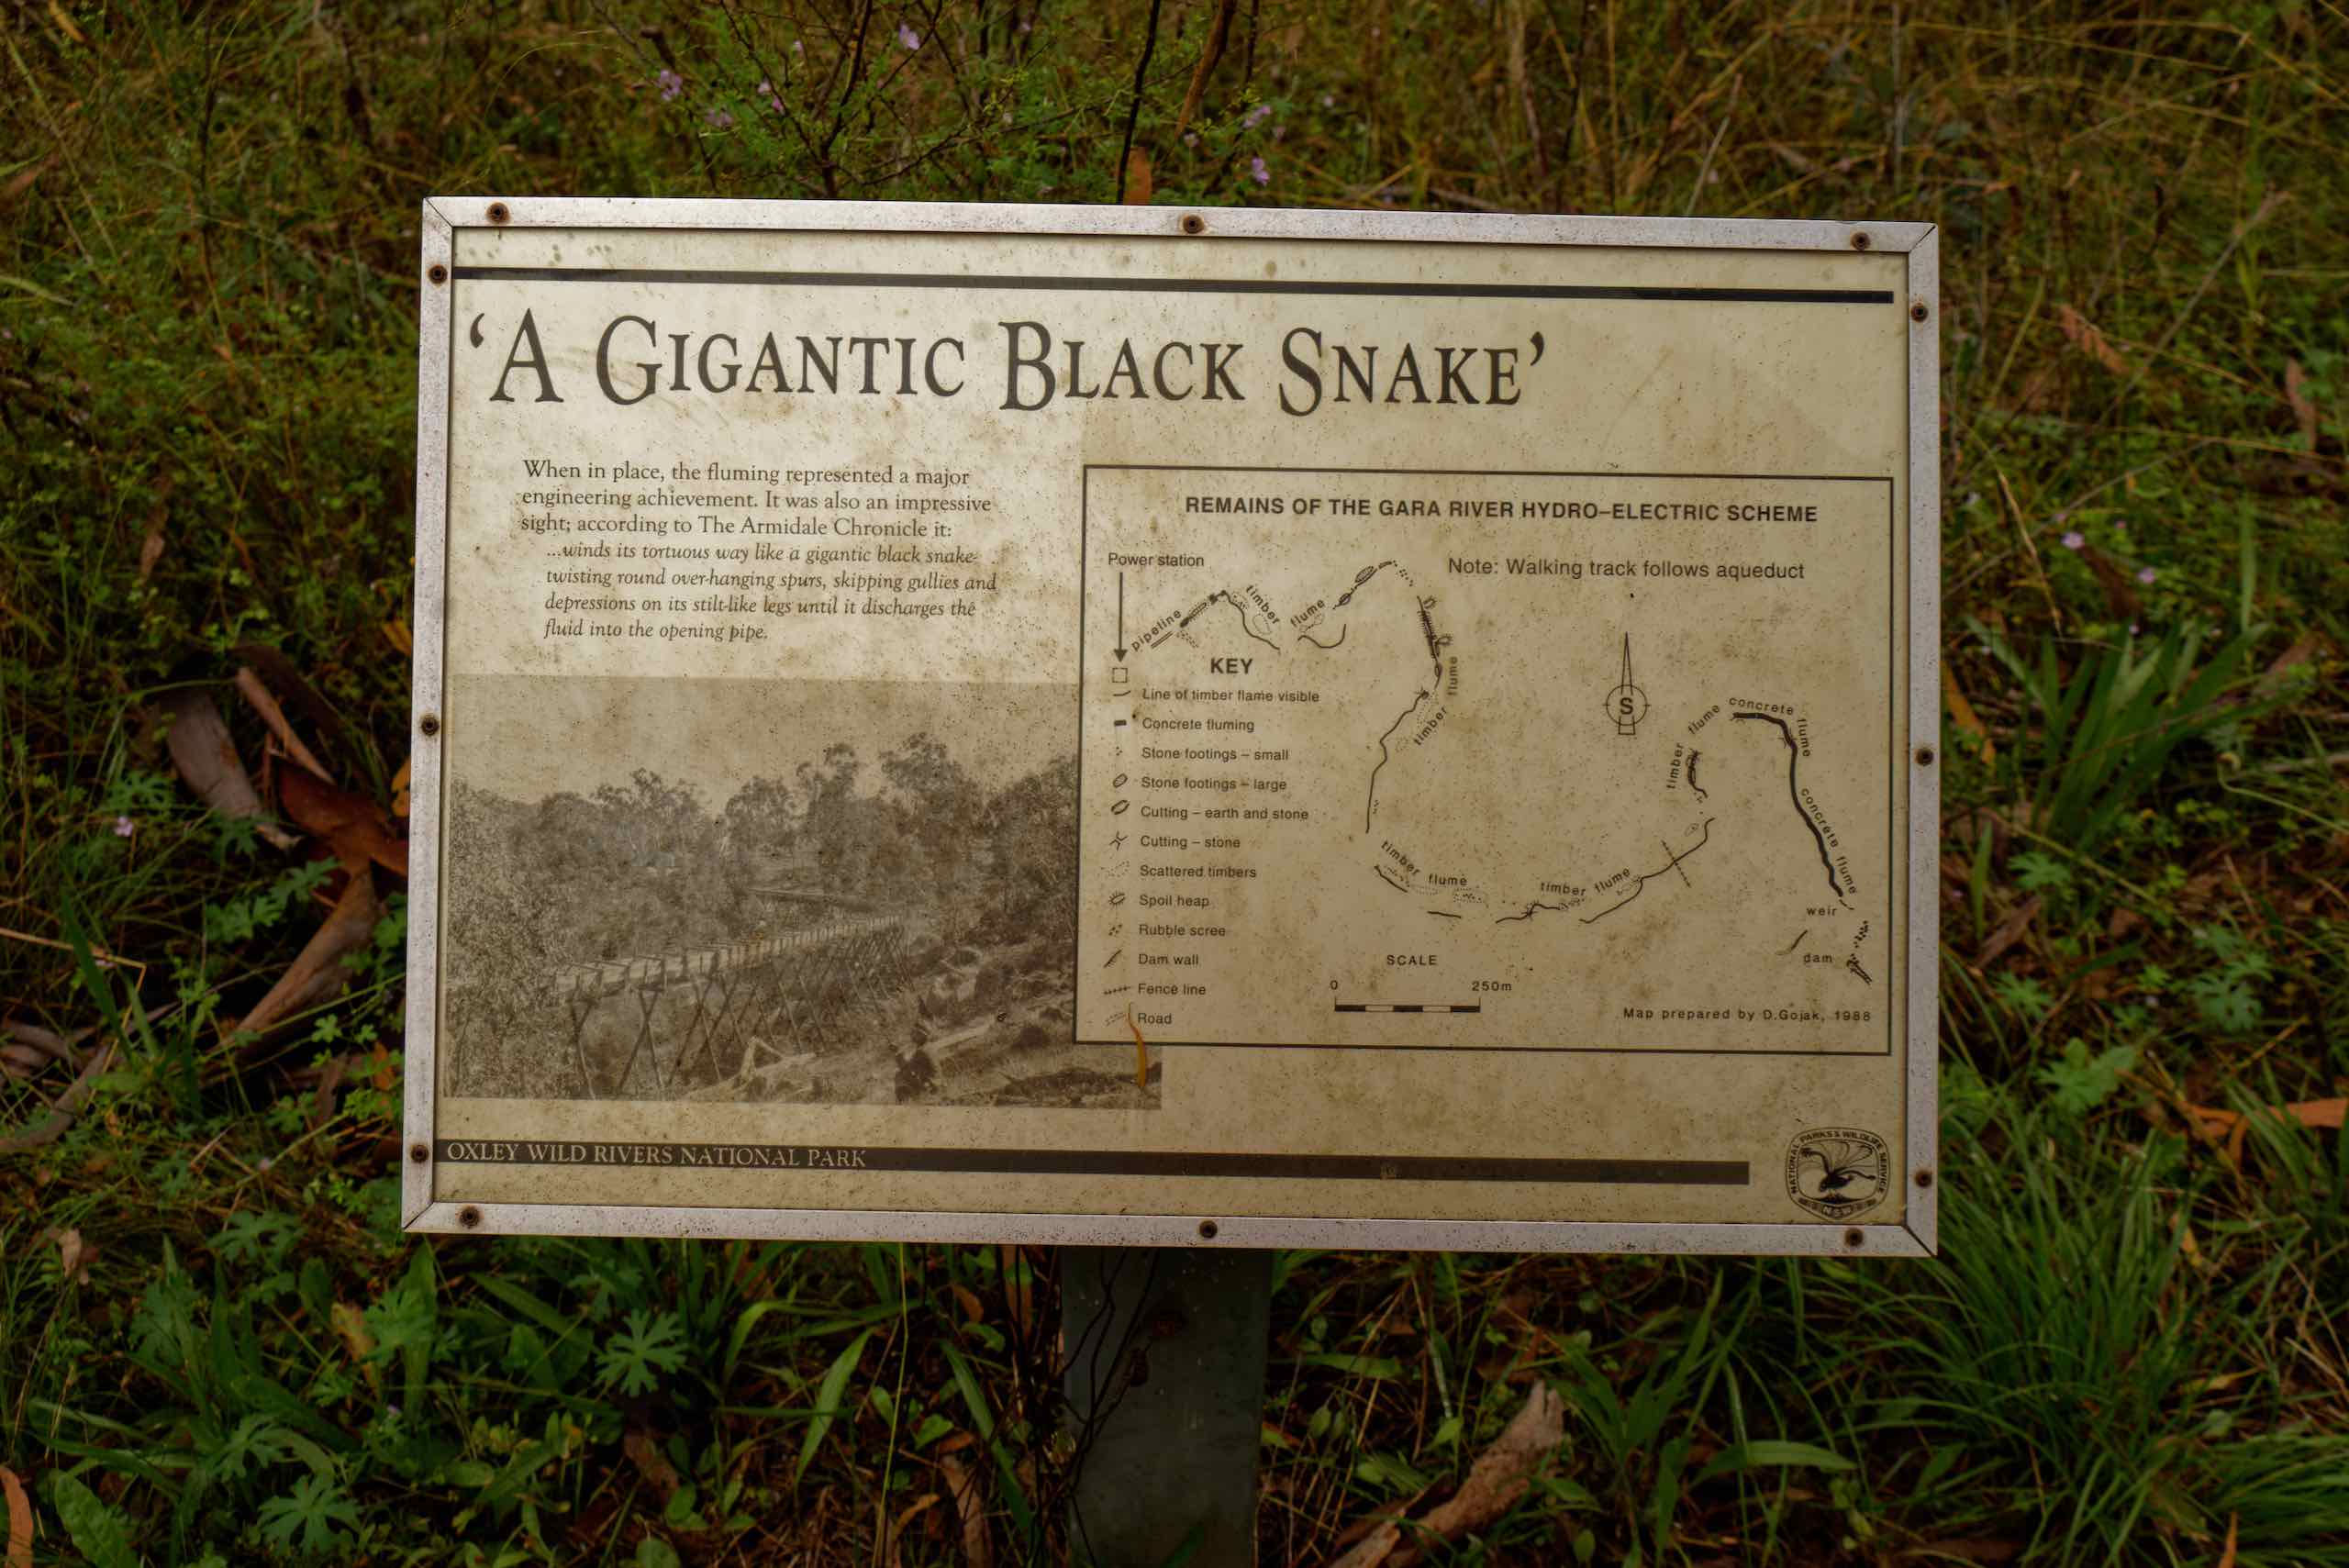 ‘A GIGANTIC BLACK SNAKE’
When in place, the fluming represented a major
engineering achievement. It was also an impressive
sight; according to The Armidale Chronicle it:
...winds its tortuous way like a gigantic black snake-
twisting round over-hanging spurs, skipping gullies and
depressions on its stilt-like legs until it discharges the
fluid into the opening pipe.
REMAINS OF THE GARA RIVER HYDRO–ELECTRIC SCHEME
Note: Walking track follows aqueduct
Power station
pipeline
timber flume
timber flume
timber flume
timber flume
timber flume
concrete flume
concrete flume
weir
dam
S
KEY
Line of timber flame visible
Concrete fluming
Stone footings – small
Stone footings – large
Cutting – earth and stone
Cutting – stone
Scattered timbers
Spoil heap
Rubble scree
Dam wall
Fence line
Road
SCALE
0 250m
Map prepared by D.Gojak, 1988
OXLEY WILD RIVERS NATIONAL PARK
NATIONAL PARKS & WILDLIFE SERVICE
NSW